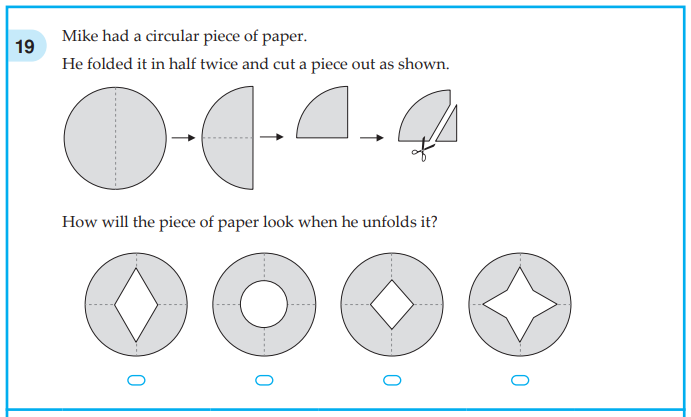 19
Mike had a circular piece of paper.
He folded it in half twice and cut a piece out as shown.
How will the piece of paper look when he unfolds it?